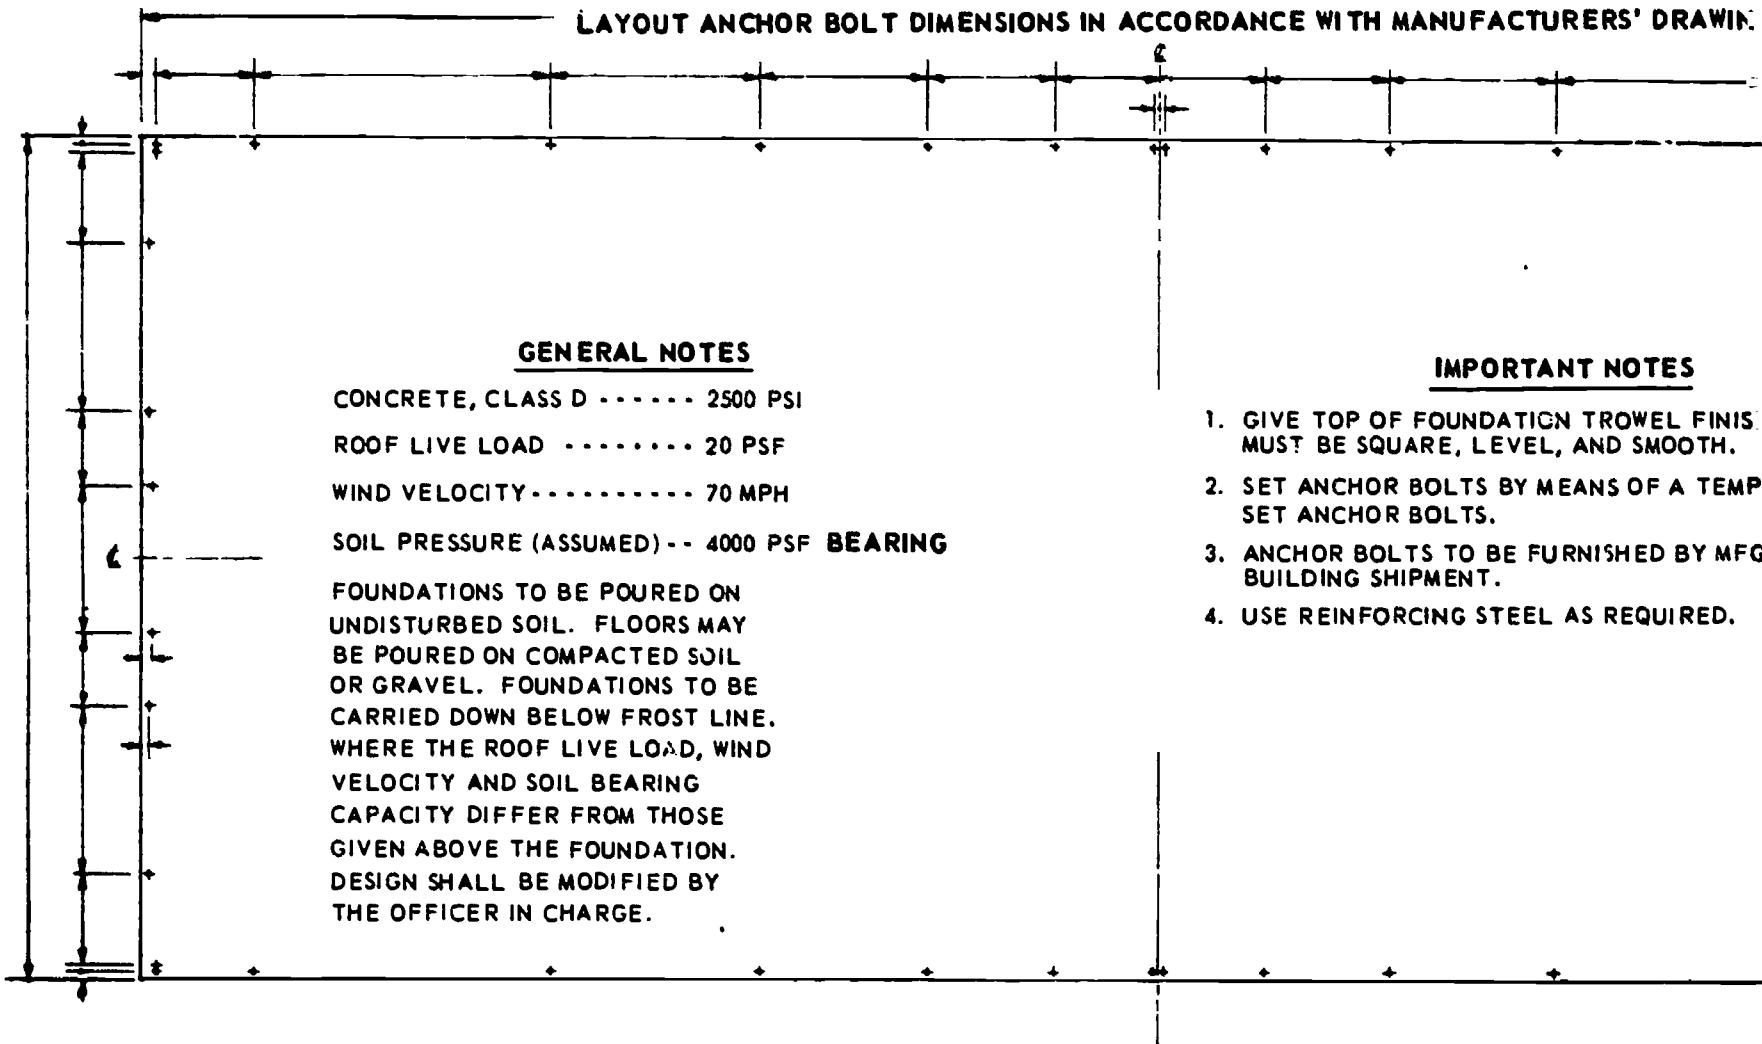 LAYOUT ANCHOR BOLT DIMENSIONS IN ACCORDANCE WITH MANUFACTURERS' DRAWIN
GENERAL NOTES
CONCRETE, CLASS D ------ 2500 PSI
ROOF LIVE LOAD -------- 20 PSF
WIND VELOCITY ---------- 70 MPH
SOIL PRESSURE (ASSUMED) -- 4000 PSF BEARING
FOUNDATIONS TO BE POURED ON
UNDISTURBED SOIL. FLOORS MAY
BE POURED ON COMPACTED SOIL
OR GRAVEL. FOUNDATIONS TO BE
CARRIED DOWN BELOW FROST LINE.
WHERE THE ROOF LIVE LOAD, WIND
VELOCITY AND SOIL BEARING
CAPACITY DIFFER FROM THOSE
GIVEN ABOVE THE FOUNDATION.
DESIGN SHALL BE MODIFIED BY
THE OFFICER IN CHARGE.
IMPORTANT NOTES
1. GIVE TOP OF FOUNDATION TROWEL FINIS
MUST BE SQUARE, LEVEL, AND SMOOTH.
2. SET ANCHOR BOLTS BY MEANS OF A TEMP
SET ANCHOR BOLTS.
3. ANCHOR BOLTS TO BE FURNISHED BY MFG
BUILDING SHIPMENT.
4. USE REINFORCING STEEL AS REQUIRED.